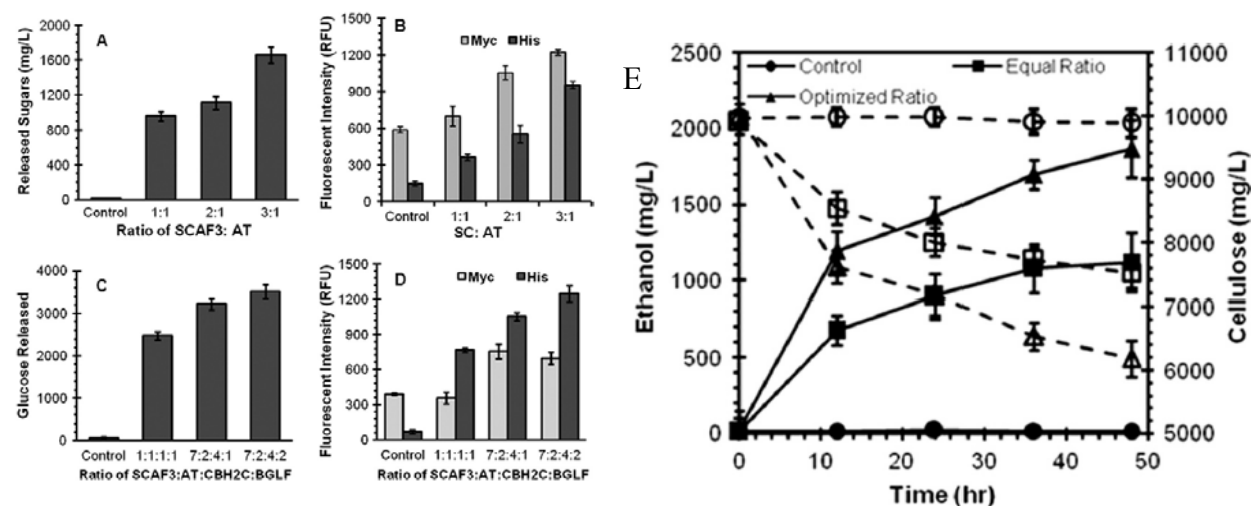 A
Released Sugars (mg/L)
2000
1600
1200
800
400
0
Control 1:1 2:1 3:1
Ratio of SCAF3: AT
B
Myc His
Fluorescent Intensity (RFU)
1500
1200
900
600
300
0
Control 1:1 2:1 3:1
SC: AT
C
Glucose Released
4000
3000
2000
1000
0
Control 1:1:1:1 7:2:4:1 7:2:4:2
Ratio of SCAF3:AT:CBH2C:BGLF
D
Myc His
Fluorescent Intensity (RFU)
1500
1200
900
600
300
0
Control 1:1:1:1 7:2:4:1 7:2:4:2
Ratio of SCAF3:AT:CBH2C:BGLF
E
Control Equal Ratio
Optimized Ratio
Ethanol (mg/L)
2500
2000
1500
1000
500
0
Cellulose (mg/L)
11000
10000
9000
8000
7000
6000
5000
0 10 20 30 40 50
Time (hr)